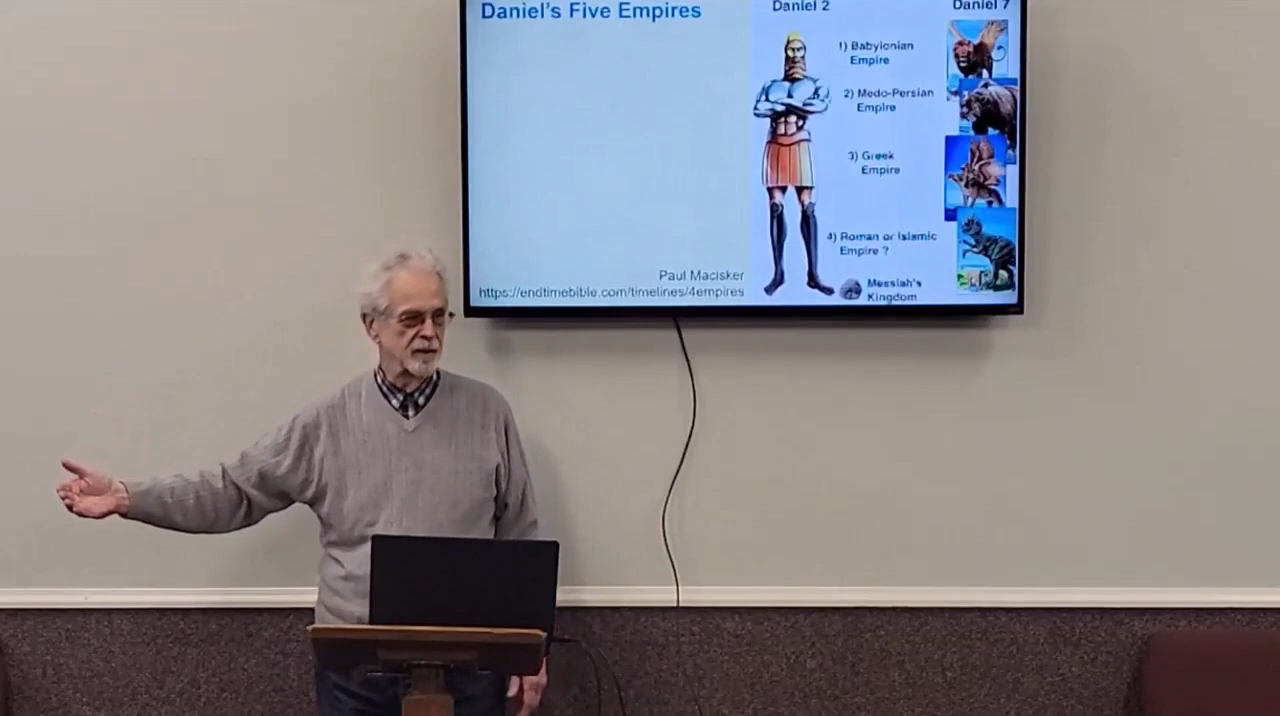 Daniel's Five Empires
Daniel 2
Daniel 7
1) Babylonian
Empire
2) Medo-Persian
Empire
3) Greek
Empire
4) Roman or Islamic
Empire ?
Messiah's
Kingdom
Paul Macisker
https://endtimebible.com/timelines/4empires